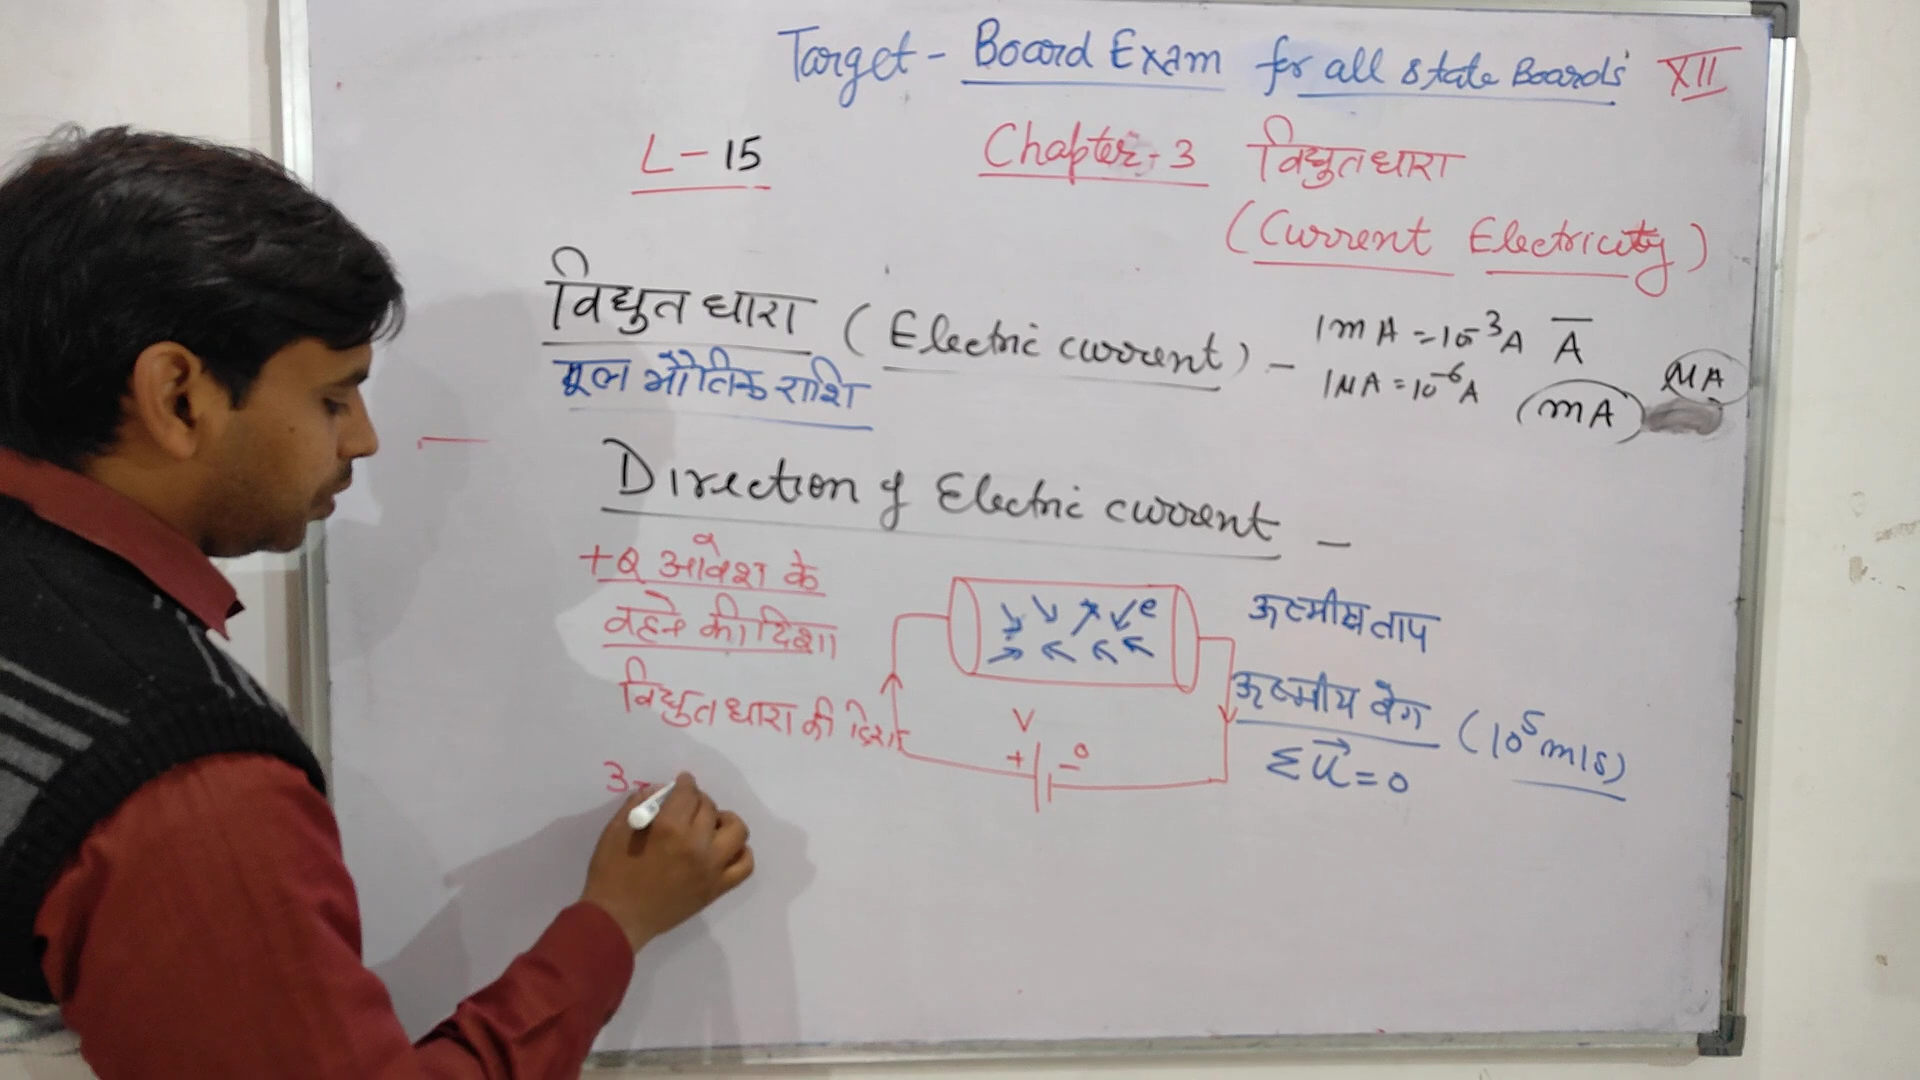 Target - Board Exam for all state Boards XII
L - 15 Chapter - 3 विद्युत धारा
(Current Electricity)
विद्युत धारा (Electric current) -
1mA = 10⁻³A A
1μA = 10⁻⁶A mA μA
मूल भौतिक राशि
Direction of Electric current -
+Q आवेश के
बहने की दिशा
विद्युत धारा की दिशा
e
V
+ -
ऊष्मीय ताप
ऊष्मीय वेग (10⁵ m/s)
Σu⃗ = 0